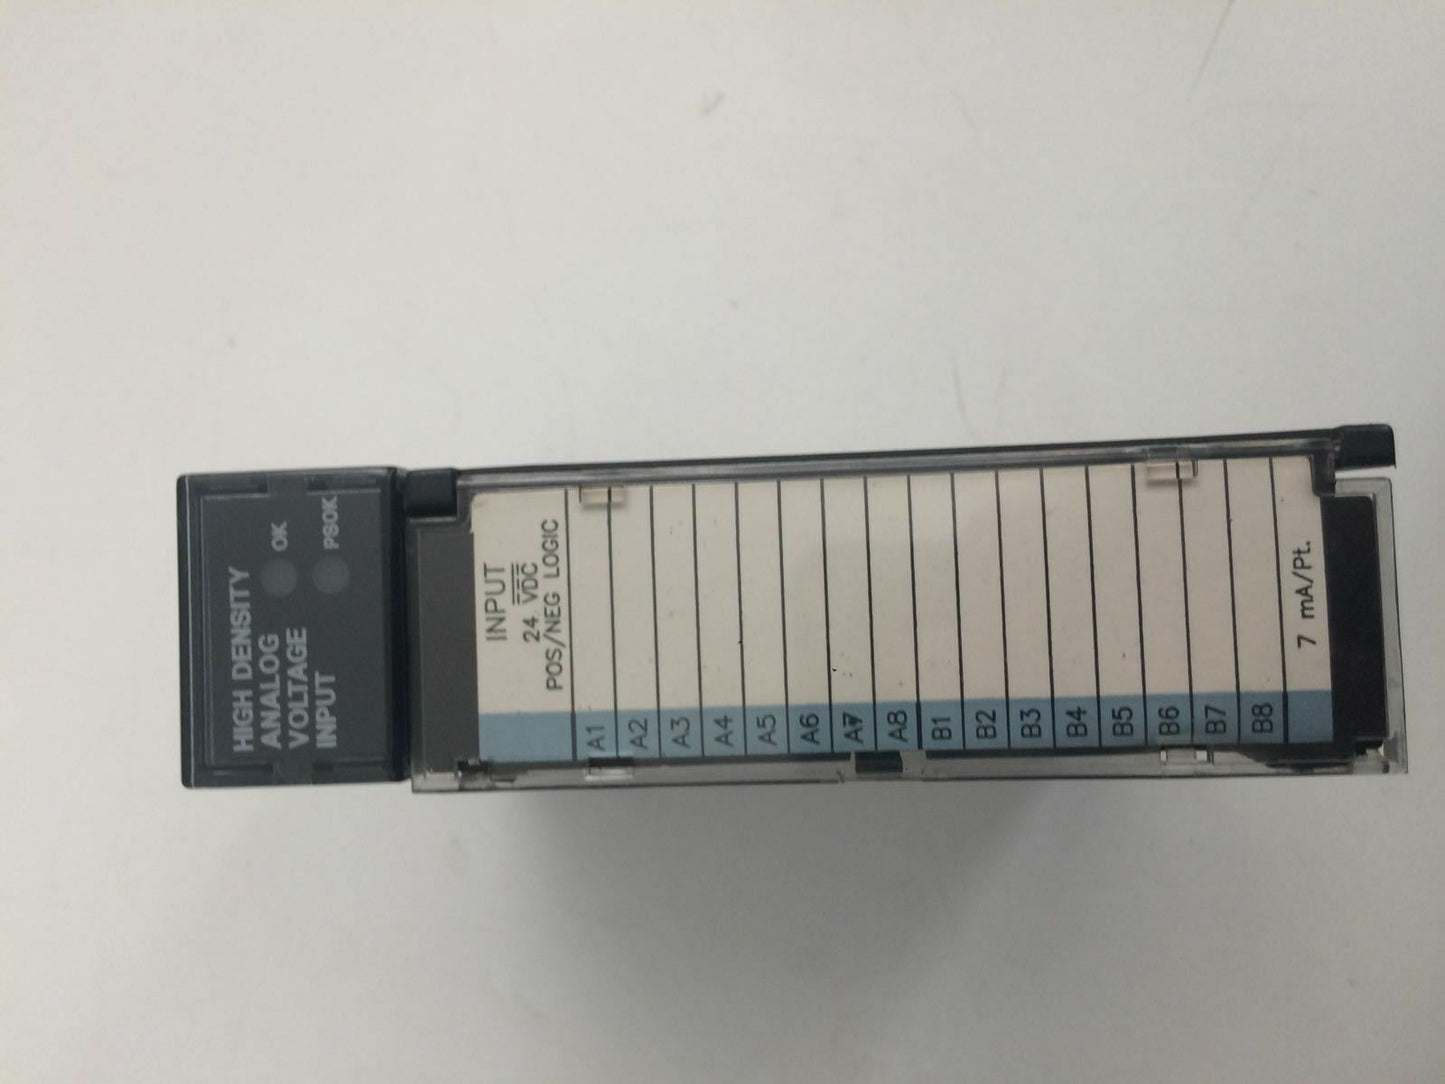 HIGH DENSITY
ANALOG
VOLTAGE
INPUT
OK
PSOK
INPUT
24 VDC
POS/NEG LOGIC
A1
A2
A3
A4
A5
A6
A7
A8
B1
B2
B3
B4
B5
B6
B7
B8
7 mA/Pt.